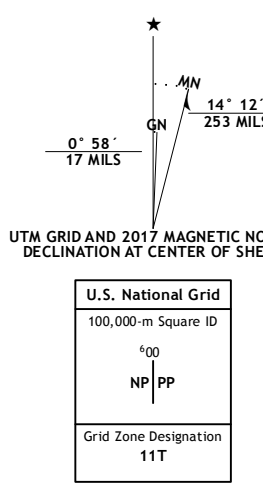 ★
MN
GN
14° 12´
253 MILS
0° 58´
17 MILS
UTM GRID AND 2017 MAGNETIC NO
DECLINATION AT CENTER OF SHE
U.S. National Grid
100,000-m Square ID
⁶00
NP PP
Grid Zone Designation
11T